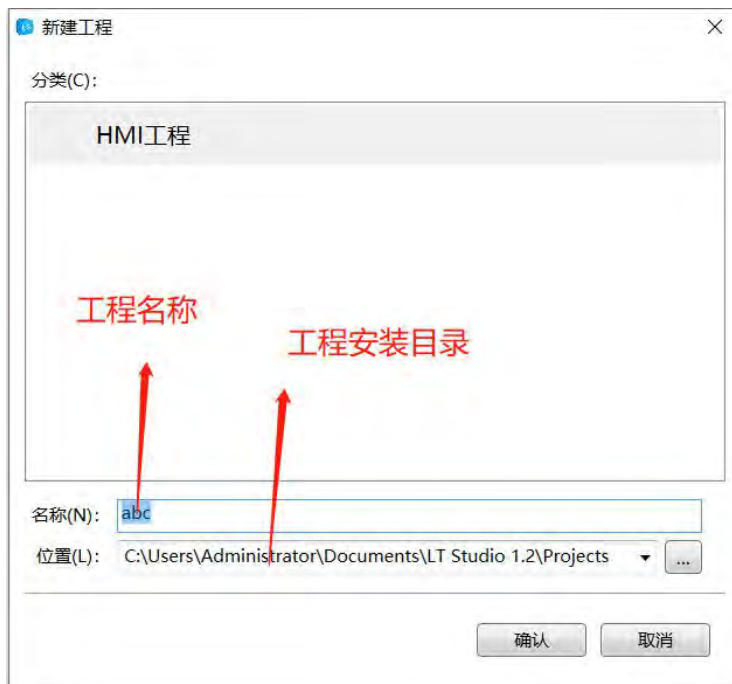 新建工程
分类(C):
HMI工程
工程名称
工程安装目录
名称(N): abc
位置(L): C:\Users\Administrator\Documents\LT Studio 1.2\Projects ...
确认 取消